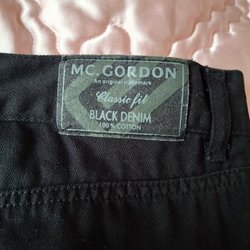 MC. GORDON
An original trademark
Classic fit
BLACK DENIM
100% COTTON